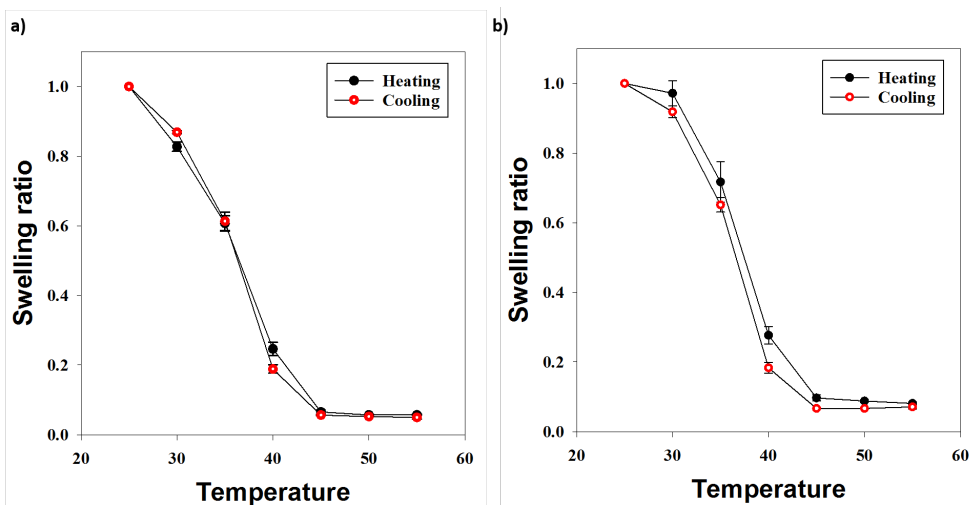 a)
Heating
Cooling
1.0
0.8
0.6
0.4
0.2
0.0
20 30 40 50 60
Swelling ratio
Temperature
b)
Heating
Cooling
1.0
0.8
0.6
0.4
0.2
0.0
20 30 40 50 60
Swelling ratio
Temperature